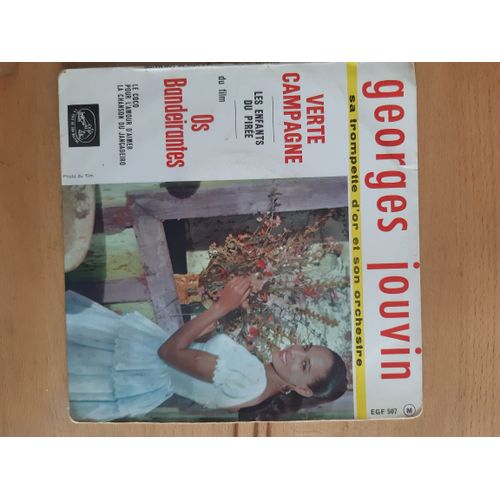 georges jouvin
sa trompette d'or et son orchestre
VERTE
CAMPAGNE
LES ENFANTS
DU PIRÉE
du film
Os
Bandeirantes
LE COCO
POUR L'AMOUR D'AIMER
LA CHANSON DU JANGADEIRO
Photo du film
EGF 507 M